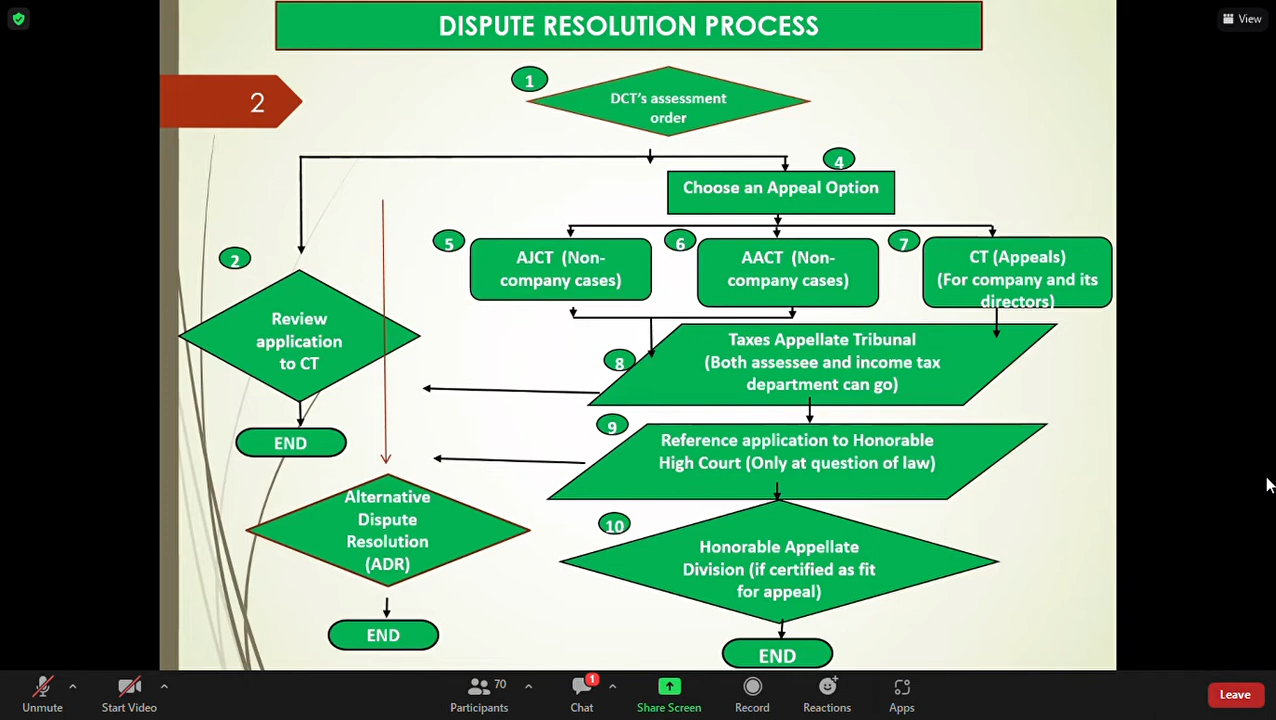 View
DISPUTE RESOLUTION PROCESS
2
1
DCT's assessment
order
4
Choose an Appeal Option
5
AJCT (Non-
company cases)
6
AACT (Non-
company cases)
7
CT (Appeals)
(For company and its
directors)
2
Review
application
to CT
END
8
Taxes Appellate Tribunal
(Both assessee and income tax
department can go)
9
Reference application to Honorable
High Court (Only at question of law)
Alternative
Dispute
Resolution
(ADR)
END
10
Honorable Appellate
Division (if certified as fit
for appeal)
END
Unmute
Start Video
70
Participants
1
Chat
Share Screen
Record
Reactions
Apps
Leave